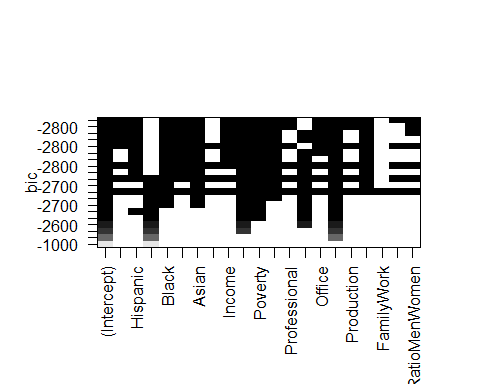 bic
-2800
-2800
-2800
-2700
-2700
-2600
-1000
(Intercept)
Hispanic
Black
Asian
Income
Poverty
Professional
Office
Production
FamilyWork
RatioMenWomen